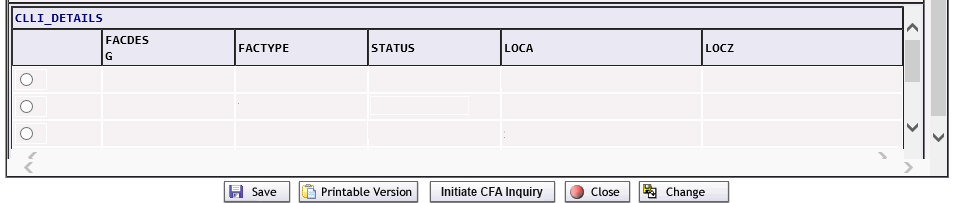 CLLI_DETAILS
FACDES
G
FACTYPE
STATUS
LOCA
LOCZ
Save
Printable Version
Initiate CFA Inquiry
Close
Change